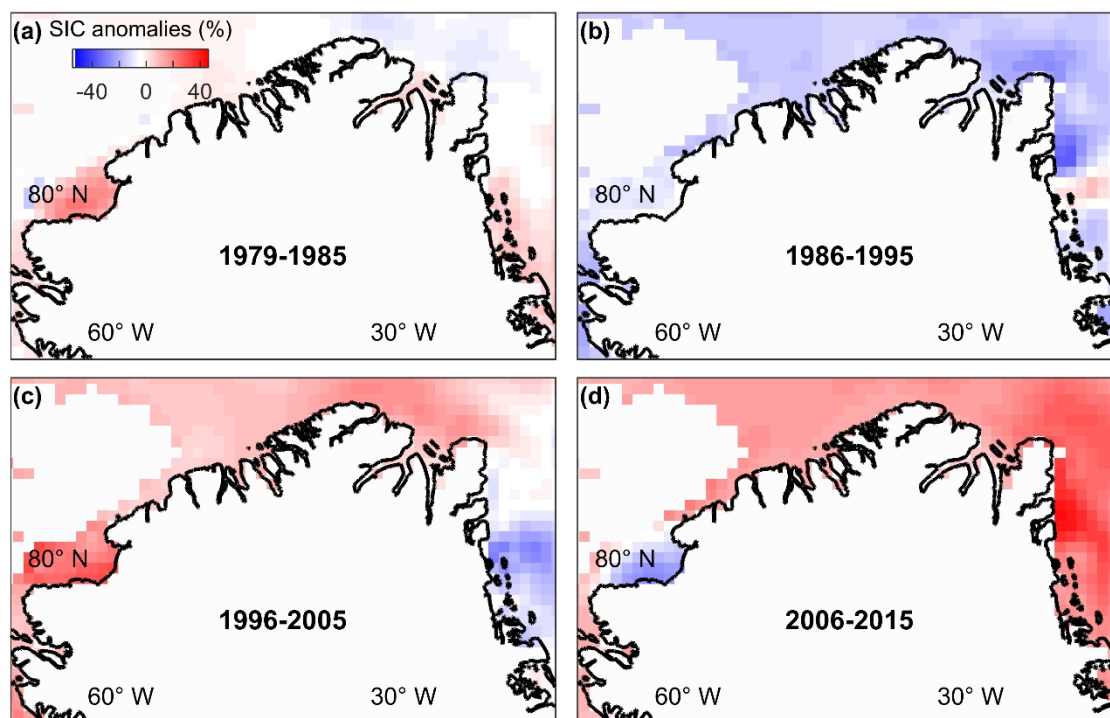 (a) SIC anomalies (%)
-40 0 40
80° N
1979-1985
60° W 30° W
(b)
80° N
1986-1995
60° W 30° W
(c)
80° N
1996-2005
60° W 30° W
(d)
80° N
2006-2015
60° W 30° W